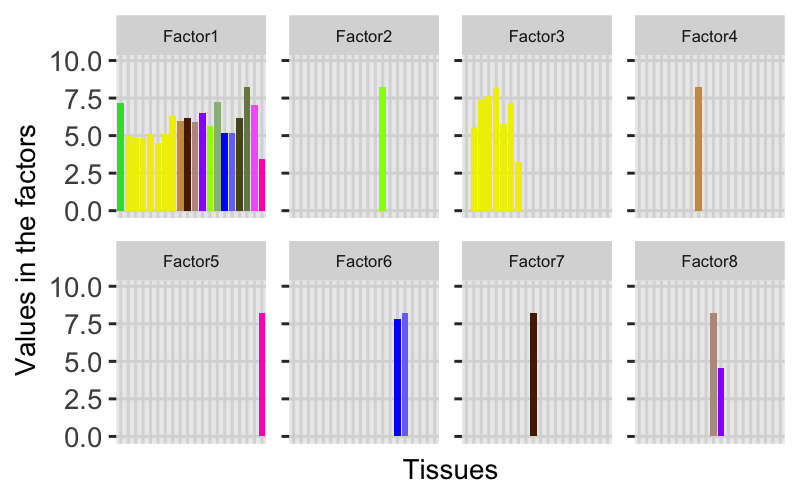 Factor1 Factor2 Factor3 Factor4
10.0
7.5
5.0
2.5
0.0
Factor5 Factor6 Factor7 Factor8
10.0
7.5
5.0
2.5
0.0
Values in the factors
Tissues